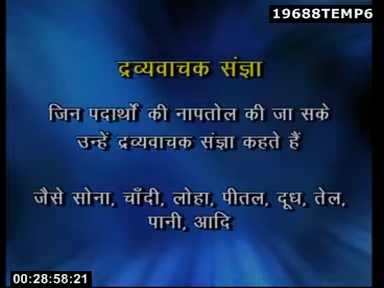 19688TEMP6
द्रव्यवाचक संज्ञा
जिन पदार्थों की नापतोल की जा सके
उन्हें द्रव्यवाचक संज्ञा कहते हैं
जैसे सोना, चाँदी, लोहा, पीतल, दूध, तेल,
पानी, आदि
00:28:58:21